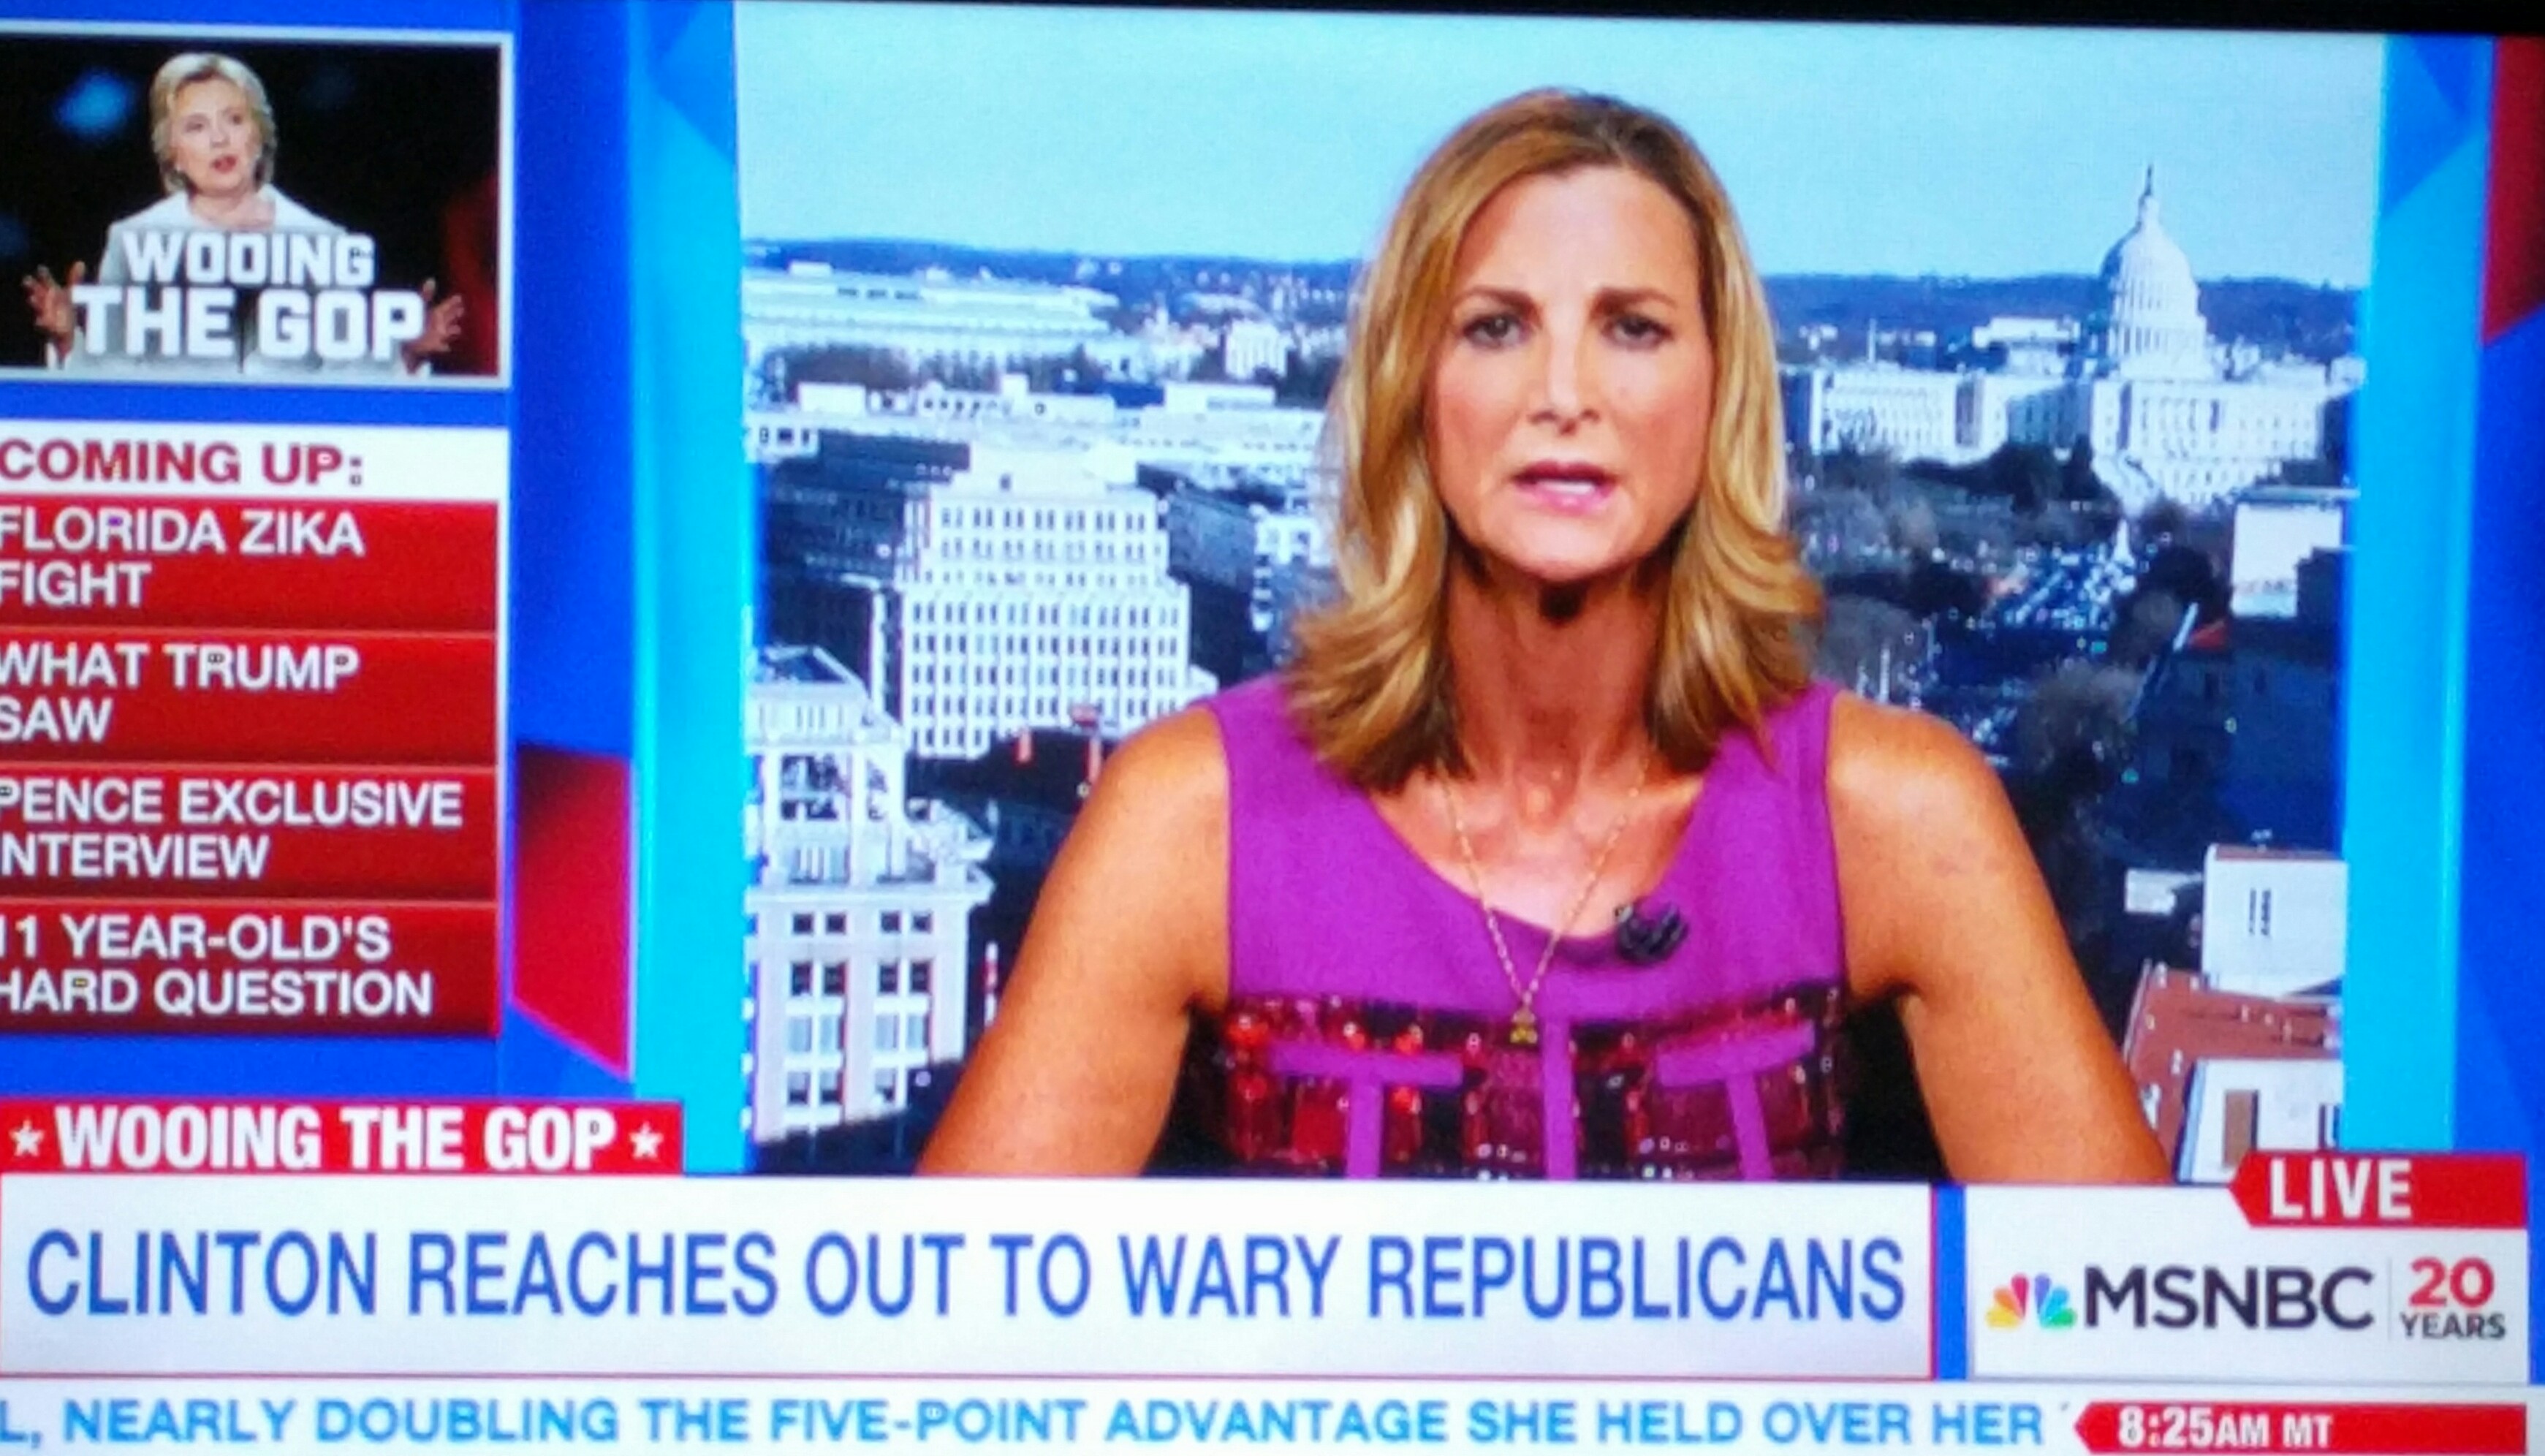 WOOING
THE GOP
COMING UP:
FLORIDA ZIKA
FIGHT
WHAT TRUMP
SAW
PENCE EXCLUSIVE
INTERVIEW
11 YEAR-OLD'S
HARD QUESTION
★ WOOING THE GOP ★
CLINTON REACHES OUT TO WARY REPUBLICANS
LIVE
MSNBC 20
YEARS
L, NEARLY DOUBLING THE FIVE-POINT ADVANTAGE SHE HELD OVER HER
8:25AM MT